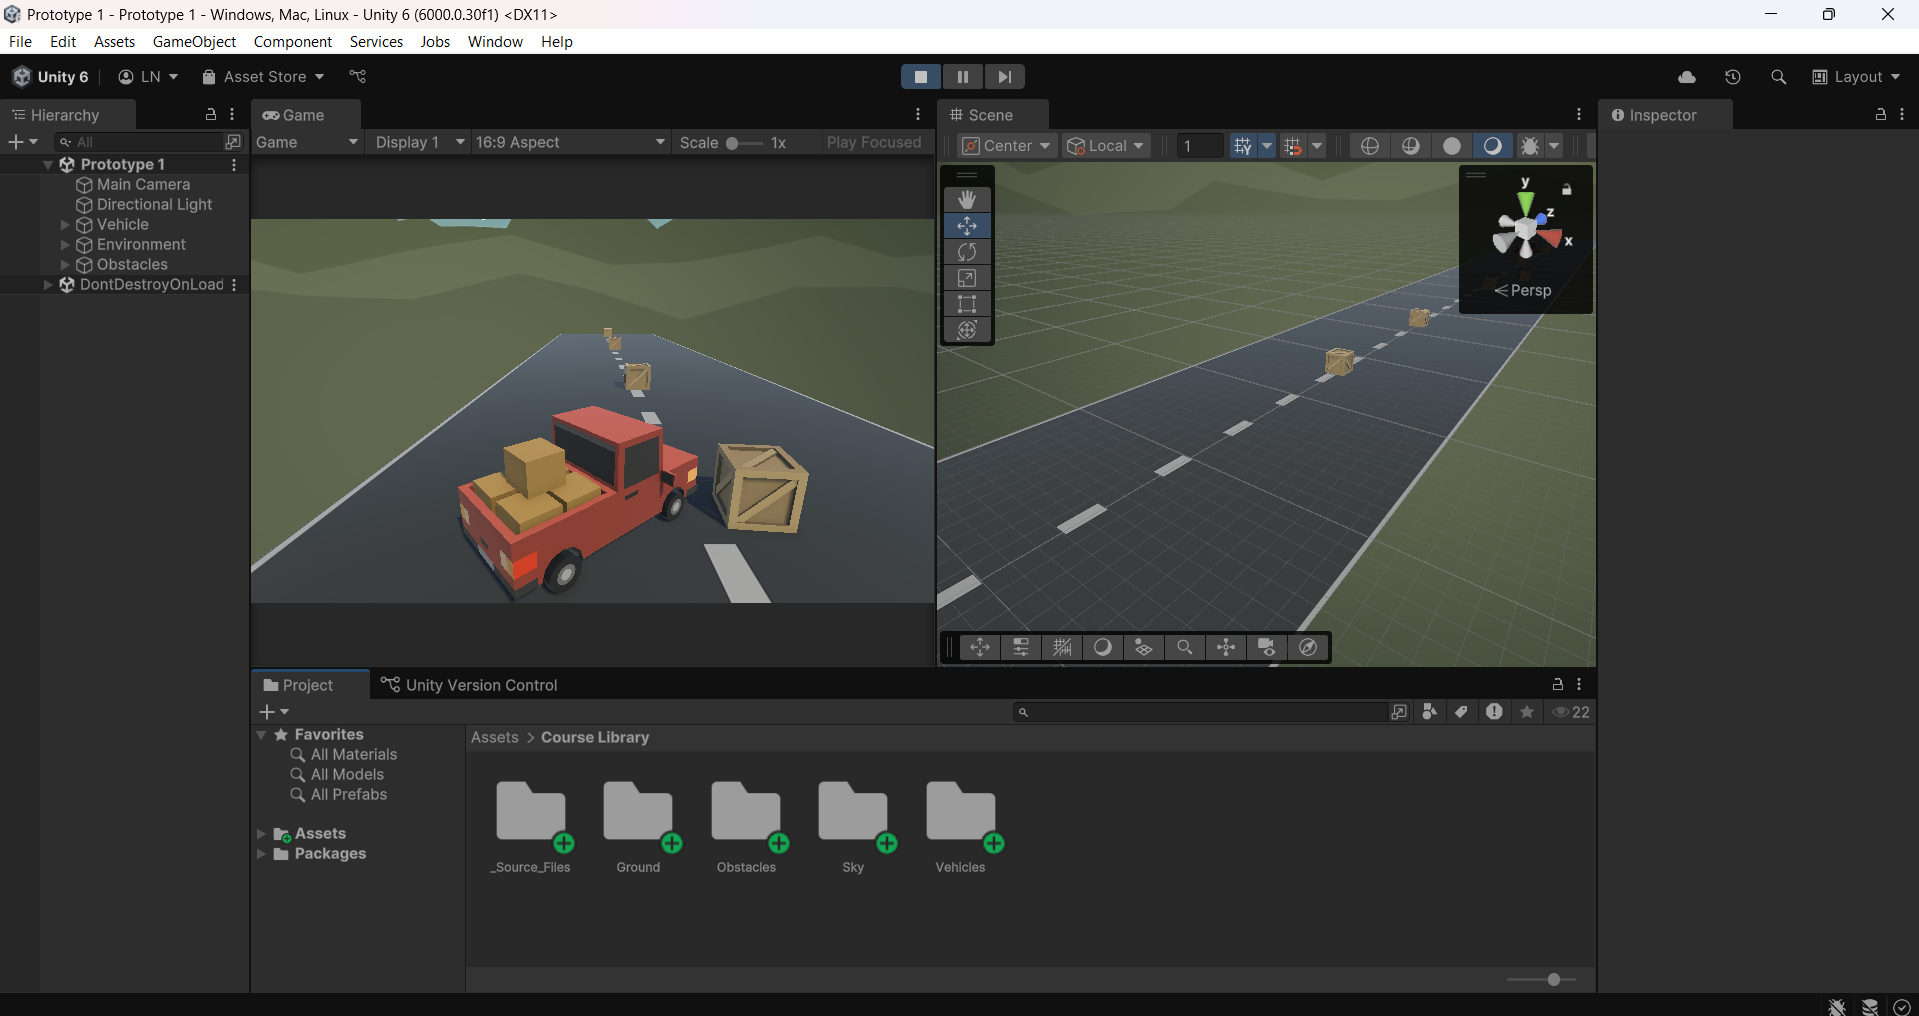 Prototype 1 - Prototype 1 - Windows, Mac, Linux - Unity 6 (6000.0.30f1) <DX11>
File Edit Assets GameObject Component Services Jobs Window Help
Unity 6 LN Asset Store Layout
Hierarchy
All
Prototype 1
Main Camera
Directional Light
Vehicle
Environment
Obstacles
DontDestroyOnLoad
Game
Game Display 1 16:9 Aspect Scale 1x Play Focused
Scene
Center Local 1
y
z
x
Persp
Inspector
Project Unity Version Control
22
Favorites
All Materials
All Models
All Prefabs
Assets
Packages
Assets > Course Library
_Source_Files Ground Obstacles Sky Vehicles